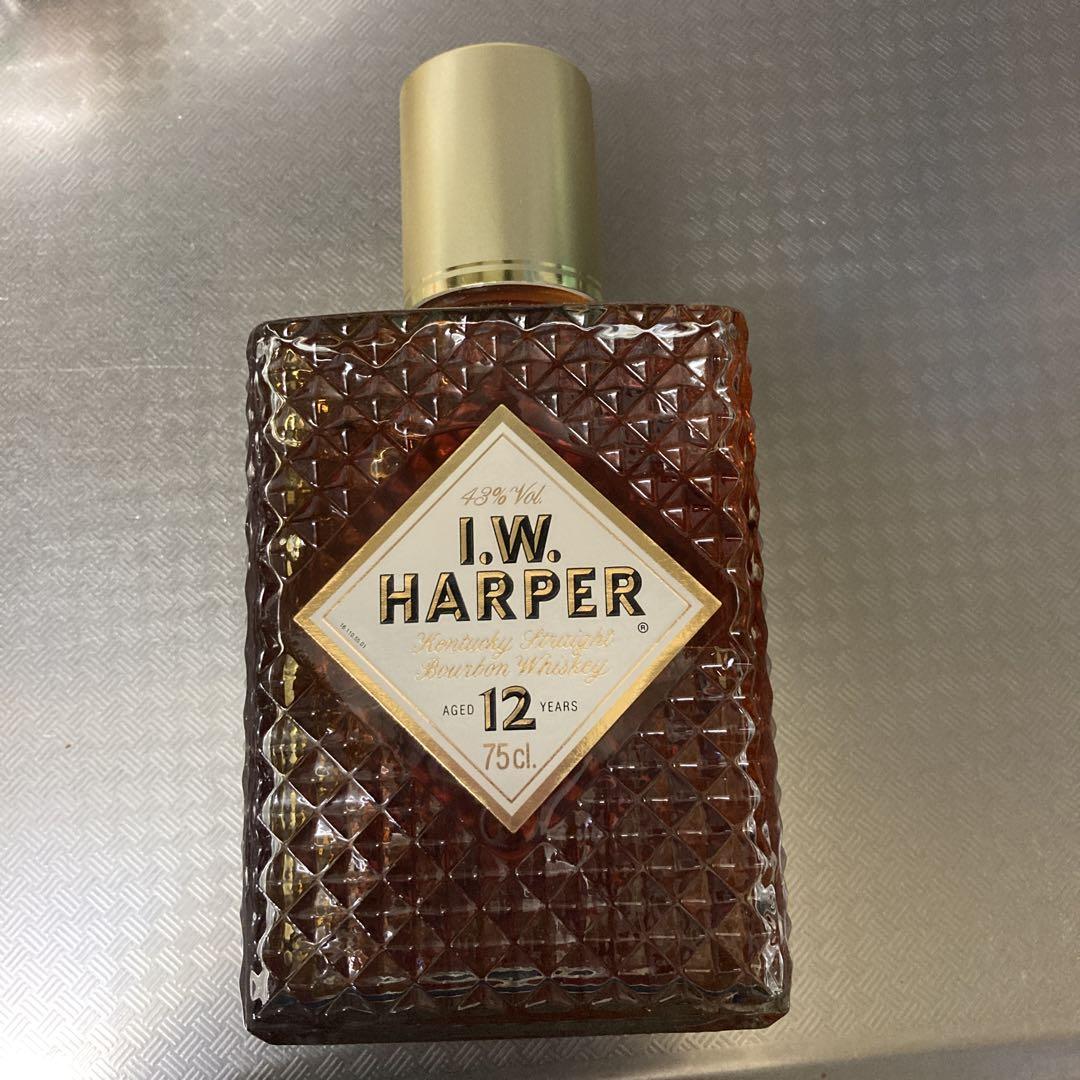 43% Vol.
I.W.
HARPER
®
Kentucky Straight
Bourbon Whiskey
AGED 12 YEARS
75cl.